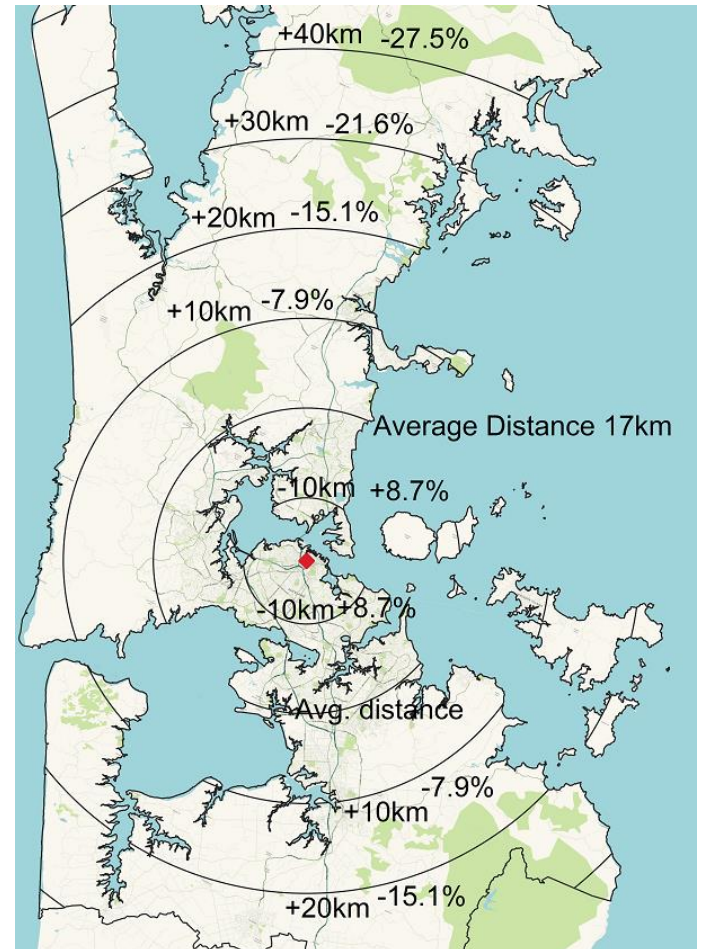 +40km -27.5%
+30km -21.6%
+20km -15.1%
+10km -7.9%
Average Distance 17km
-10km +8.7%
-10km +8.7%
Avg. distance
-7.9%
+10km
+20km -15.1%